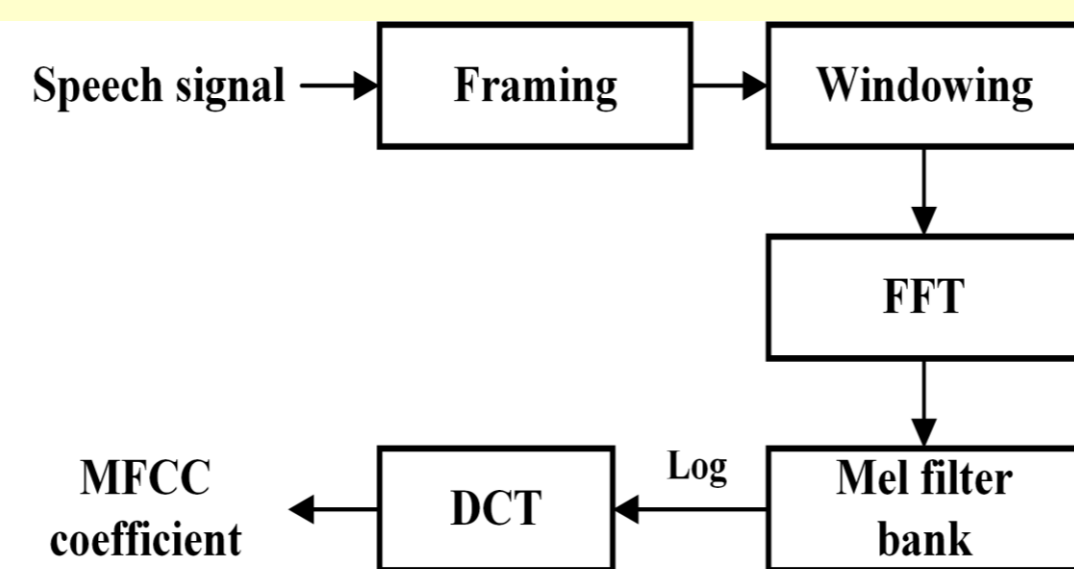 Speech signal
Framing
Windowing
FFT
Mel filter
bank
Log
DCT
MFCC
coefficient